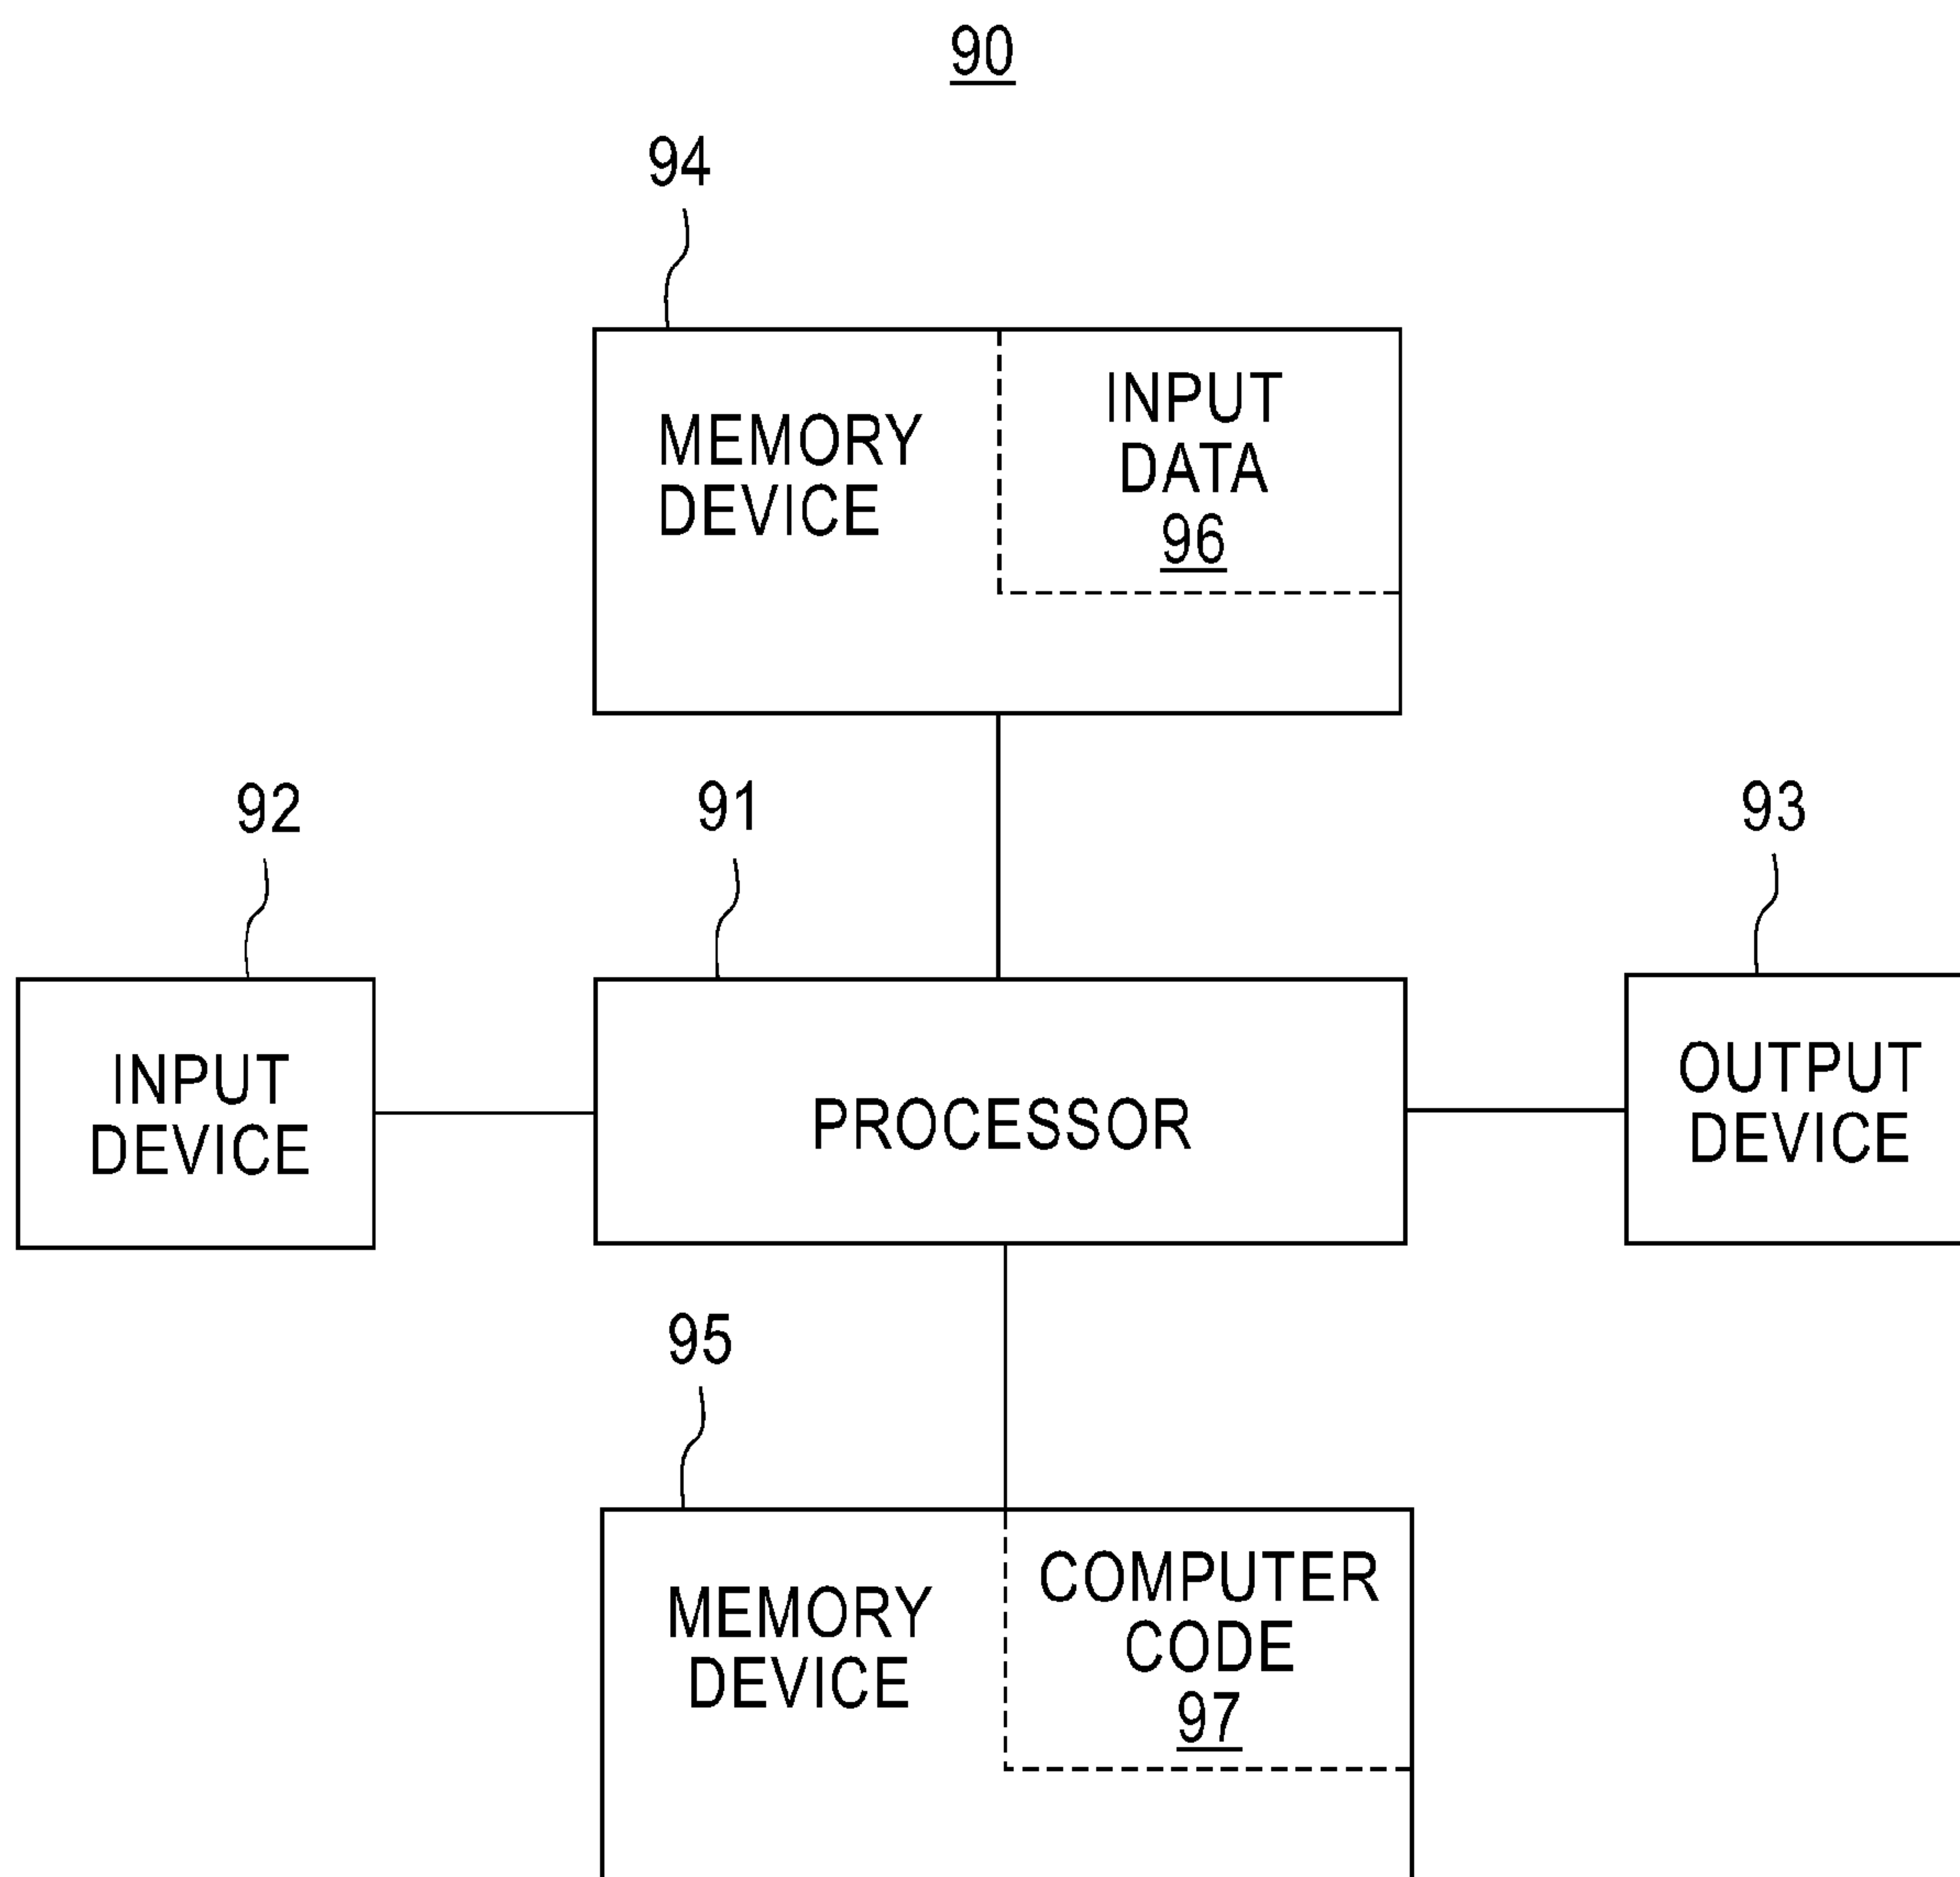 90
94
MEMORY
DEVICE
INPUT
DATA
96
92
91
93
INPUT
DEVICE
PROCESSOR
OUTPUT
DEVICE
95
MEMORY
DEVICE
COMPUTER
CODE
97